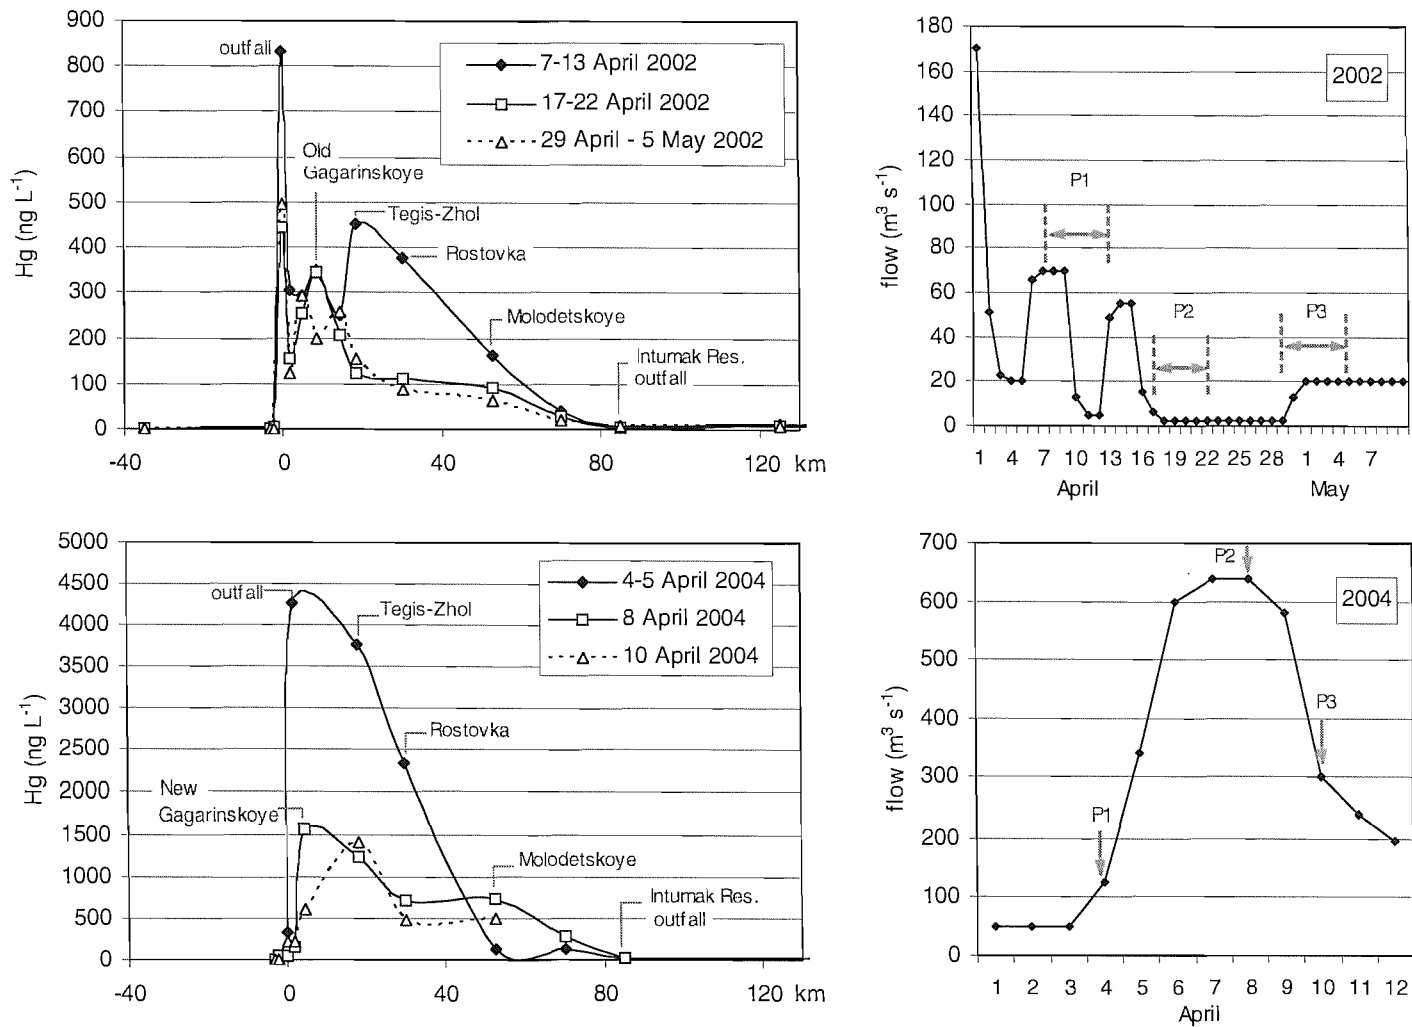 900
800
700
600
500
400
300
200
100
0
Hg (ng L-1)
outfall
7-13 April 2002
17-22 April 2002
29 April - 5 May 2002
Old
Gagarinskoye
Tegis-Zhol
Rostovka
Molodetskoye
Intumak Res.
outfall
-40 0 40 80 120 km
180
160
140
120
100
80
60
40
20
0
flow (m3 s-1)
2002
P1
P2
P3
1 4 7 10 13 16 19 22 25 28 1 4 7
April May
5000
4500
4000
3500
3000
2500
2000
1500
1000
500
0
Hg (ng L-1)
outfall
4-5 April 2004
8 April 2004
10 April 2004
Tegis-Zhol
Rostovka
New
Gagarinskoye
Molodetskoye
Intumak Res.
outfall
-40 0 40 80 120 km
700
600
500
400
300
200
100
0
flow (m3 s-1)
P2
2004
P3
P1
1 2 3 4 5 6 7 8 9 10 11 12
April